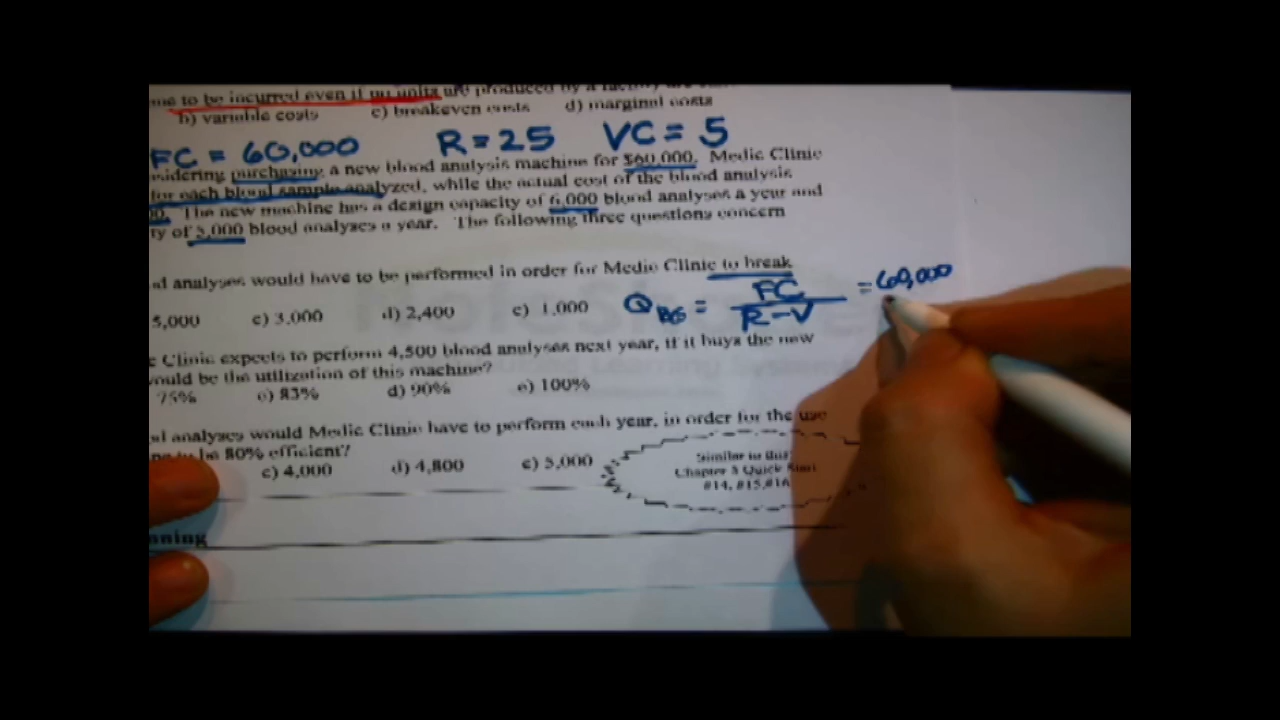 to be incurred even if no units are produced by a factory are
b) variable costs c) breakeven costs d) marginal costs
FC = 60,000 R = 25 VC = 5
purchasing a new blood analysis machine for $60,000. Medic Clinic
for each blood sample analyzed, while the actual cost of the blood analysis
The new machine has a design capacity of 6,000 blood analyses a year and
ty of 5,000 blood analyses a year. The following three questions concern
analyses would have to be performed in order for Medic Clinic to break
5,000 c) 3,000 d) 2,400 e) 1,000
Q = FC / R - V = 60,000
Clinic expects to perform 4,500 blood analyses next year, if it buys the new
would be the utilization of this machine?
75% c) 83% d) 90% e) 100%
analyses would Medic Clinic have to perform each year, in order for the use
to be 80% efficient?
c) 4,000 d) 4,800 e) 5,000
Similar to this:
Chapter Quick Start
#14, #15, #16
nning